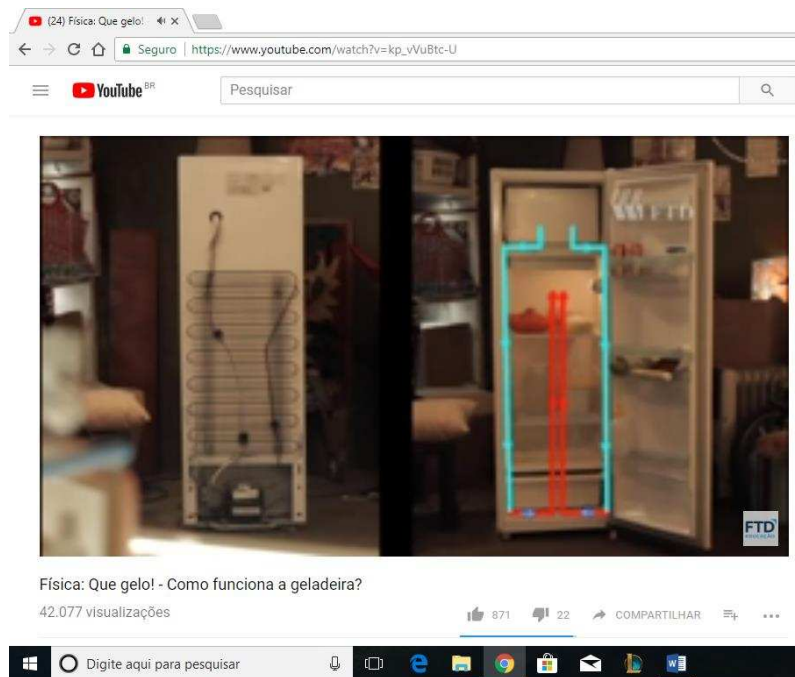 (24) Física: Que gelo!
Seguro | https://www.youtube.com/watch?v=kp_vVuBtc-U
YouTube BR
Pesquisar
FTD
EDUCAÇÃO
Física: Que gelo! - Como funciona a geladeira?
42.077 visualizações
871 22 COMPARTILHAR
Digite aqui para pesquisar